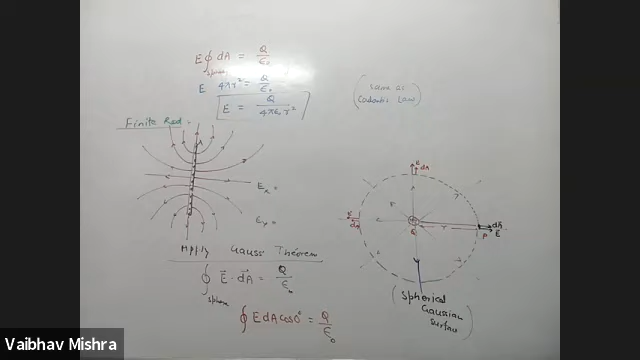 E ∮ dA = Q/ε₀
sphere
E 4πr² = Q/ε₀
E = Q/4πε₀r²
(Same as
Coulomb's Law)
Finite Rod :
A
Eₓ =
Eᵧ =
Apply Gauss Theorem
∮ E⃗ · dA⃗ = Q/ε₀
sphere
∮ E dA cos0° = Q/ε₀
E
dA
r
Q
P
dA⃗
E⃗
(Spherical
Gaussian
Surface)
Vaibhav Mishra